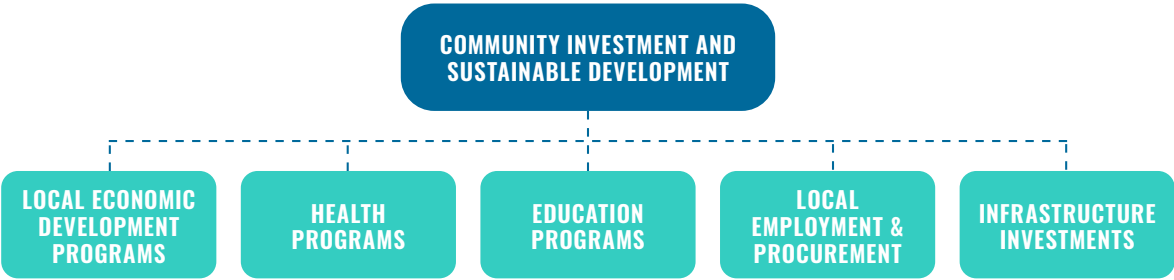 COMMUNITY INVESTMENT AND
SUSTAINABLE DEVELOPMENT
LOCAL ECONOMIC
DEVELOPMENT
PROGRAMS
HEALTH
PROGRAMS
EDUCATION
PROGRAMS
LOCAL
EMPLOYMENT &
PROCUREMENT
INFRASTRUCTURE
INVESTMENTS